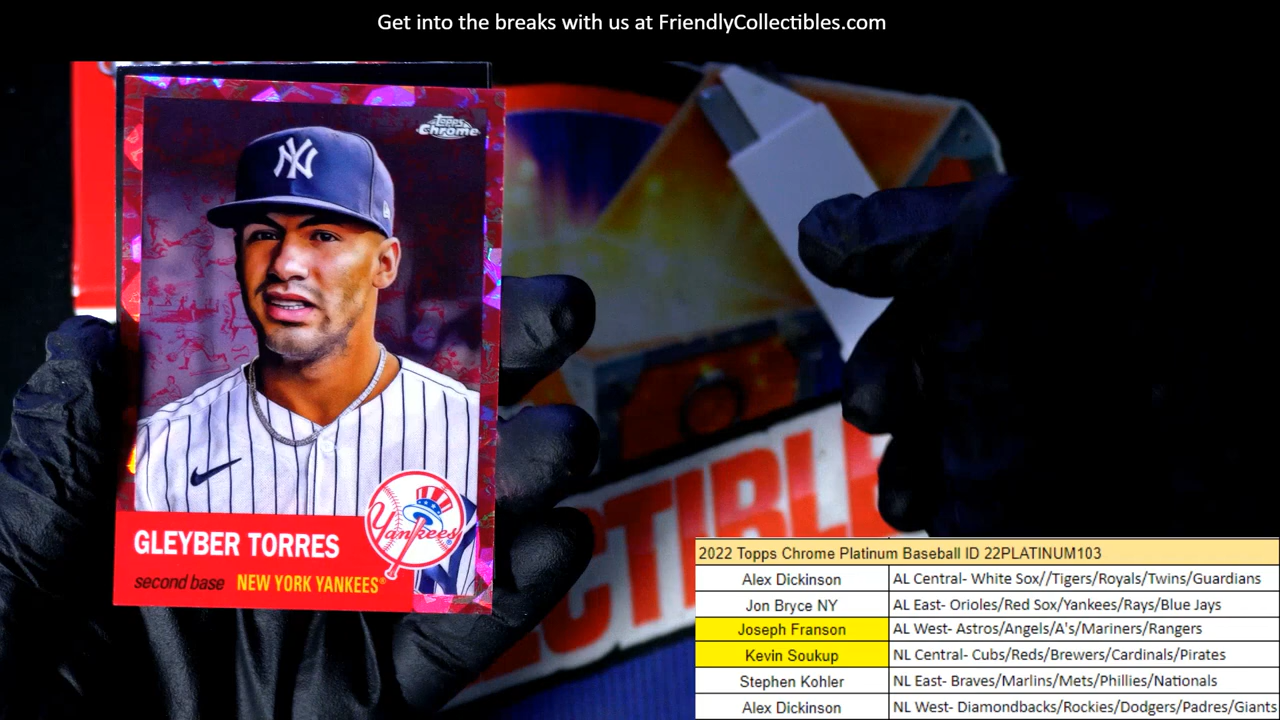 Get into the breaks with us at FriendlyCollectibles.com
Topps
Chrome
NY
GLEYBER TORRES
second base NEW YORK YANKEES®
Yankees
ECTIBLE
2022 Topps Chrome Platinum Baseball ID 22PLATINUM103
Alex Dickinson AL Central- White Sox//Tigers/Royals/Twins/Guardians
Jon Bryce NY AL East- Orioles/Red Sox/Yankees/Rays/Blue Jays
Joseph Franson AL West- Astros/Angels/A's/Mariners/Rangers
Kevin Soukup NL Central- Cubs/Reds/Brewers/Cardinals/Pirates
Stephen Kohler NL East- Braves/Marlins/Mets/Phillies/Nationals
Alex Dickinson NL West- Diamondbacks/Rockies/Dodgers/Padres/Giants